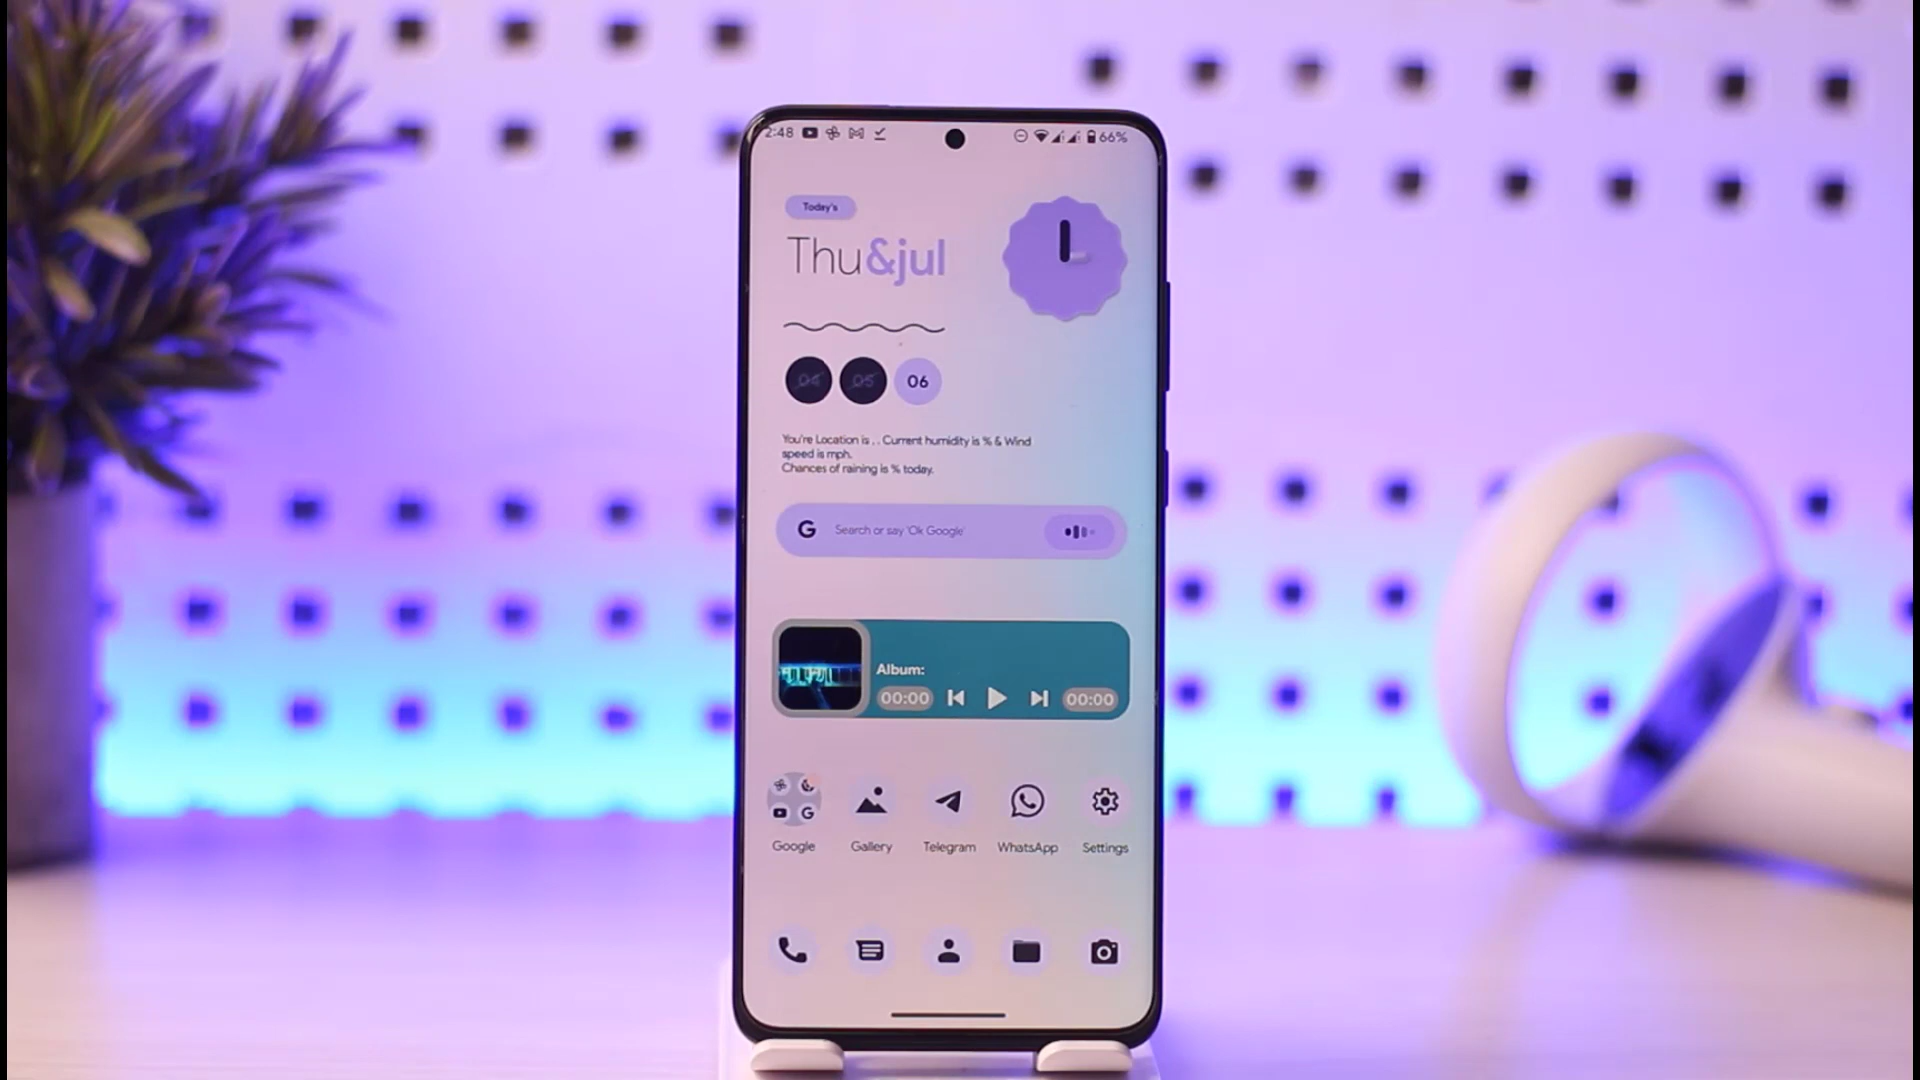 2:48
66%
Today's
Thu&jul
04 05 06
You're Location is . . Current humidity is % & Wind
speed is mph.
Chances of raining is % today.
G Search or say 'Ok Google'
Album:
00:00 00:00
G
Google Gallery Telegram WhatsApp Settings